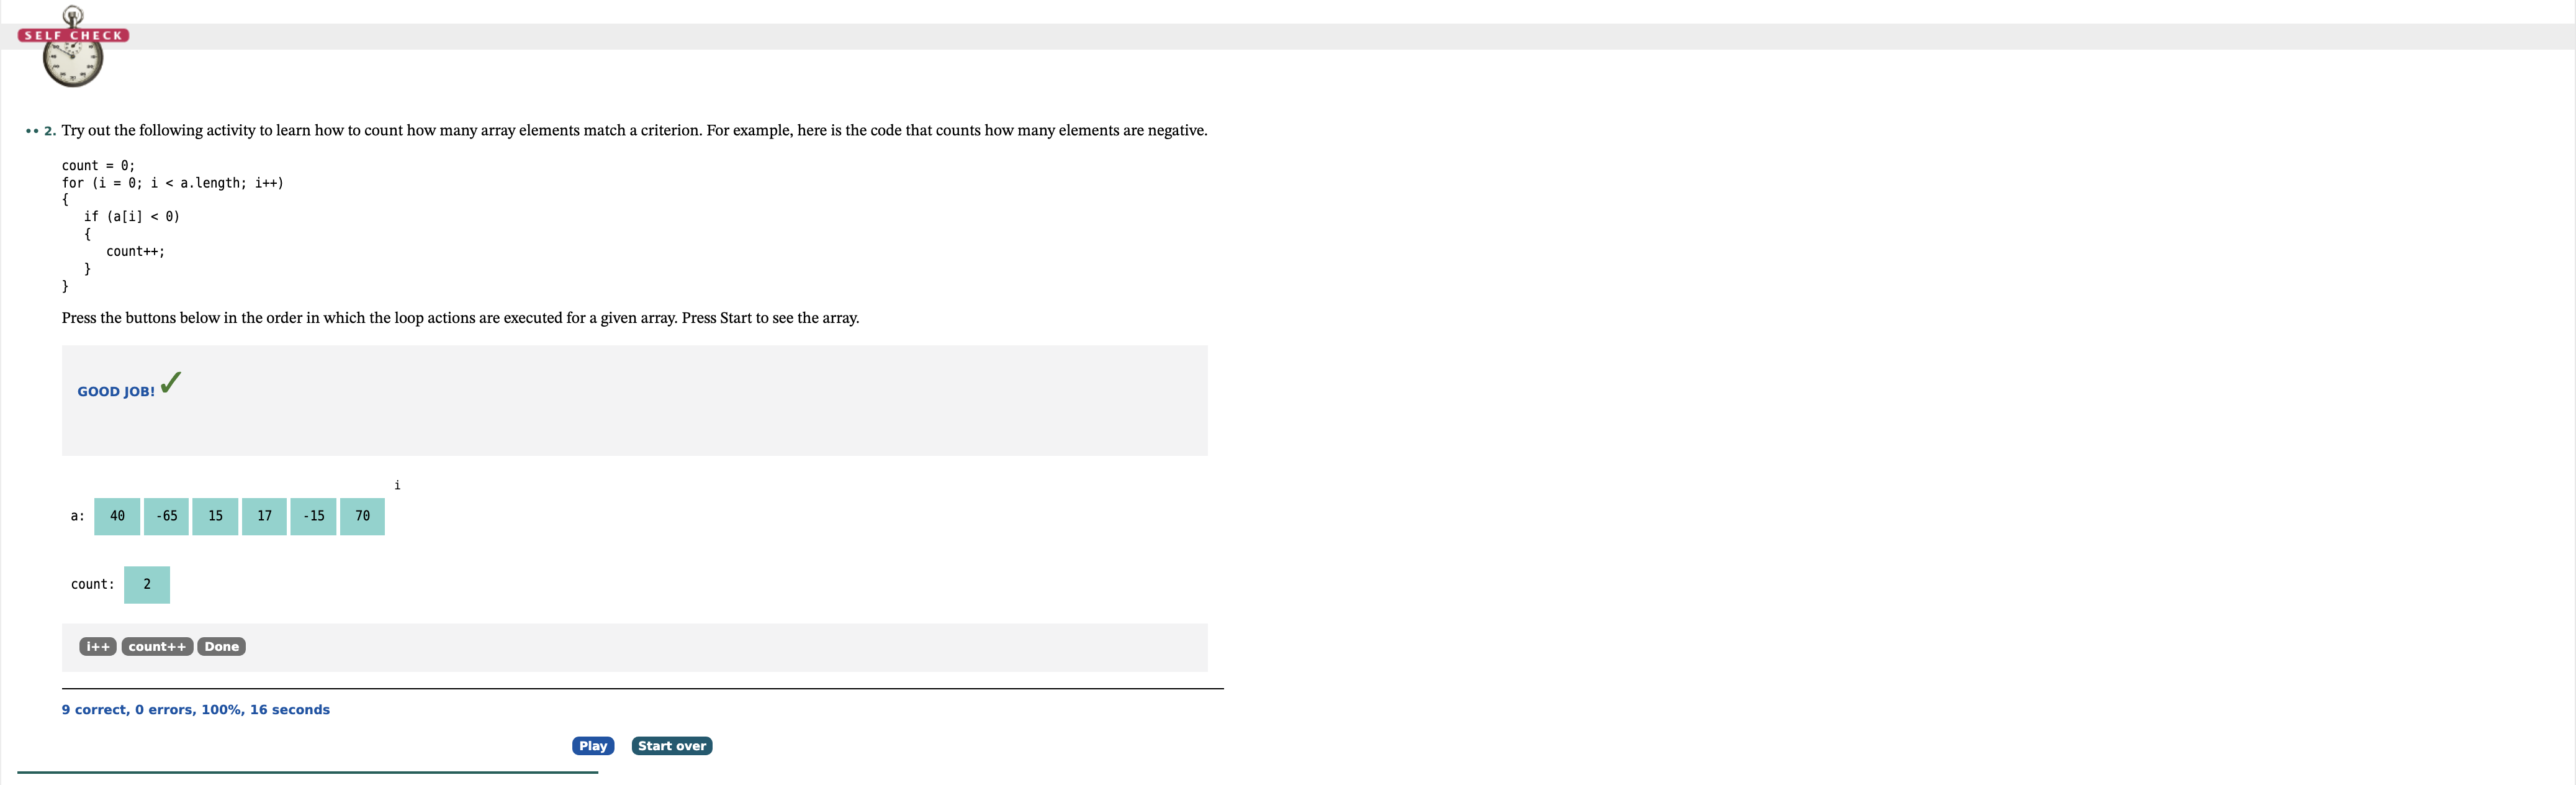 SELF CHECK
•• 2. Try out the following activity to learn how to count how many array elements match a criterion. For example, here is the code that counts how many elements are negative.
count = 0;
for (i = 0; i < a.length; i++)
{
   if (a[i] < 0)
   {
      count++;
   }
}
Press the buttons below in the order in which the loop actions are executed for a given array. Press Start to see the array.
GOOD JOB! ✓
i
a: 40 -65 15 17 -15 70
count: 2
i++ count++ Done
9 correct, 0 errors, 100%, 16 seconds
Play Start over